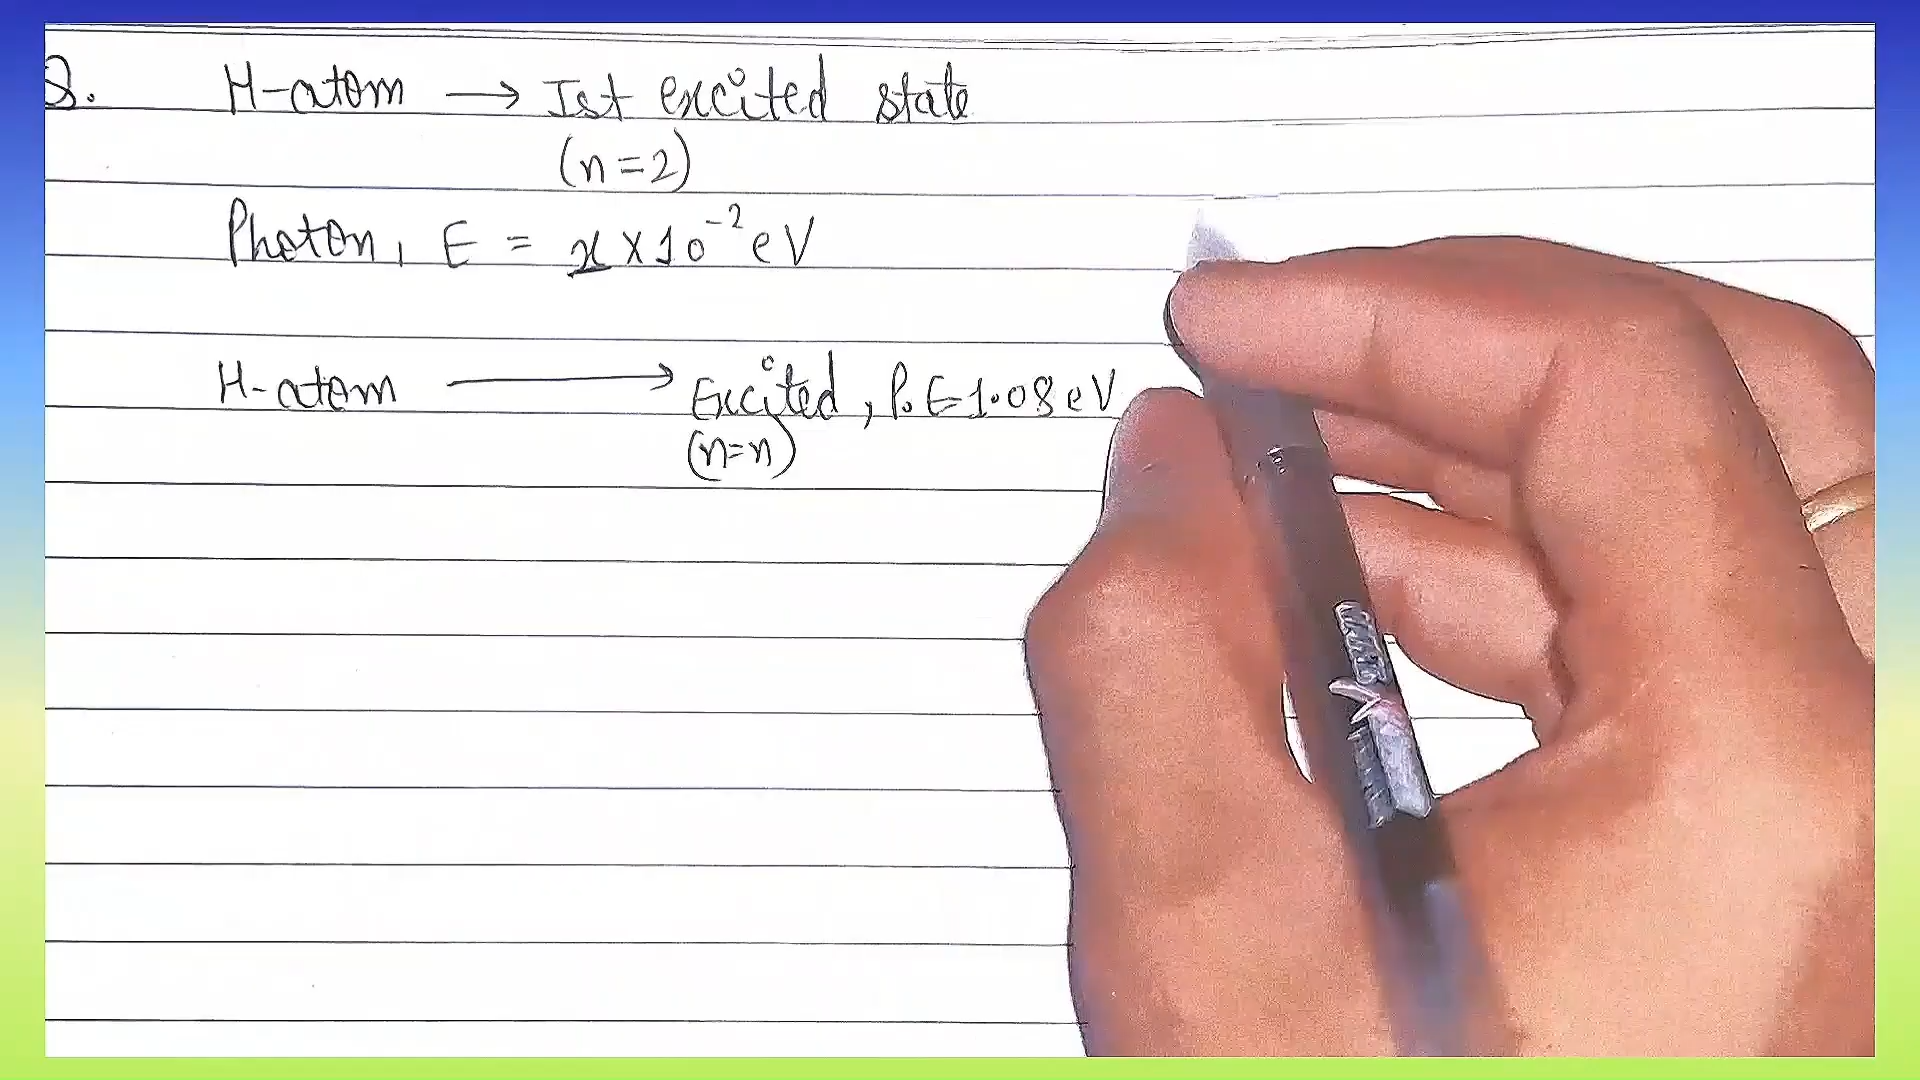 Q. H-atom → Ist excited state
(n=2)
Photon, E = x × 10⁻² eV
H-atom → Excited, P.E=1.08 eV
(n=n)